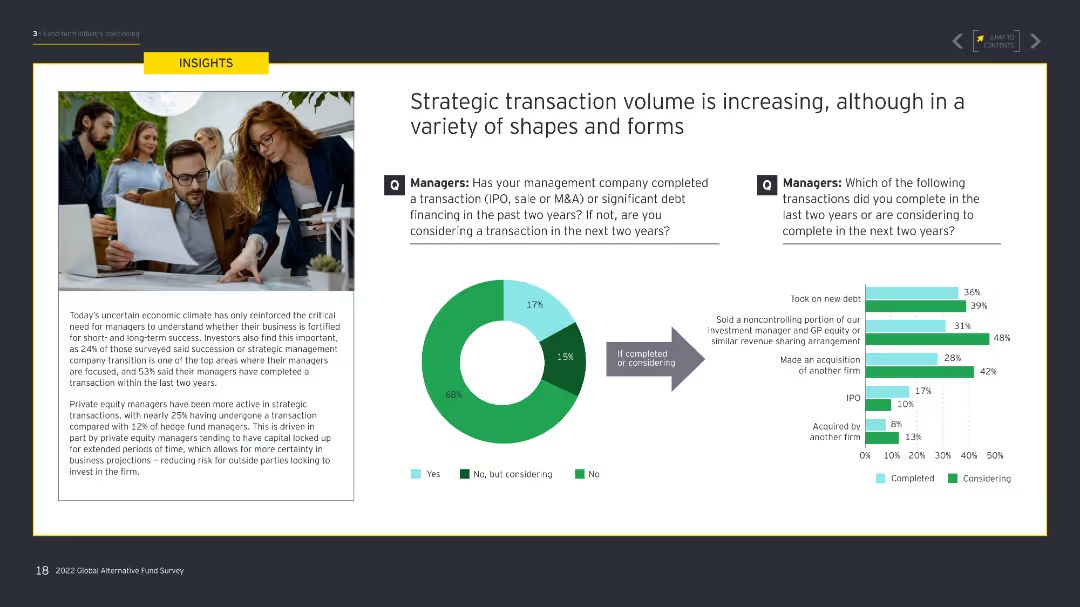 3 Long-term industry positioning
JUMP TO
CONTENTS
INSIGHTS
Strategic transaction volume is increasing, although in a
variety of shapes and forms
Today's uncertain economic climate has only reinforced the critical
need for managers to understand whether their business is fortified
for short- and long-term success. Investors also find this important,
as 24% of those surveyed said succession or strategic management
company transition is one of the top areas where their managers
are focused, and 53% said their managers have completed a
transaction within the last two years.
Private equity managers have been more active in strategic
transactions, with nearly 25% having undergone a transaction
compared with 12% of hedge fund managers. This is driven in
part by private equity managers tending to have capital locked up
for extended periods of time, which allows for more certainty in
business projections – reducing risk for outside parties looking to
invest in the firm.
Q Managers: Has your management company completed
a transaction (IPO, sale or M&A) or significant debt
financing in the past two years? If not, are you
considering a transaction in the next two years?
17%
15%
68%
Yes
No, but considering
No
If completed
or considering
Q Managers: Which of the following
transactions did you complete in the
last two years or are considering to
complete in the next two years?
Took on new debt
36%
39%
Sold a noncontrolling portion of our
investment manager and GP equity or
similar revenue sharing arrangement
31%
48%
Made an acquisition
of another firm
28%
42%
IPO
17%
10%
Acquired by
another firm
8%
13%
0% 10% 20% 30% 40% 50%
Completed
Considering
18 2022 Global Alternative Fund Survey